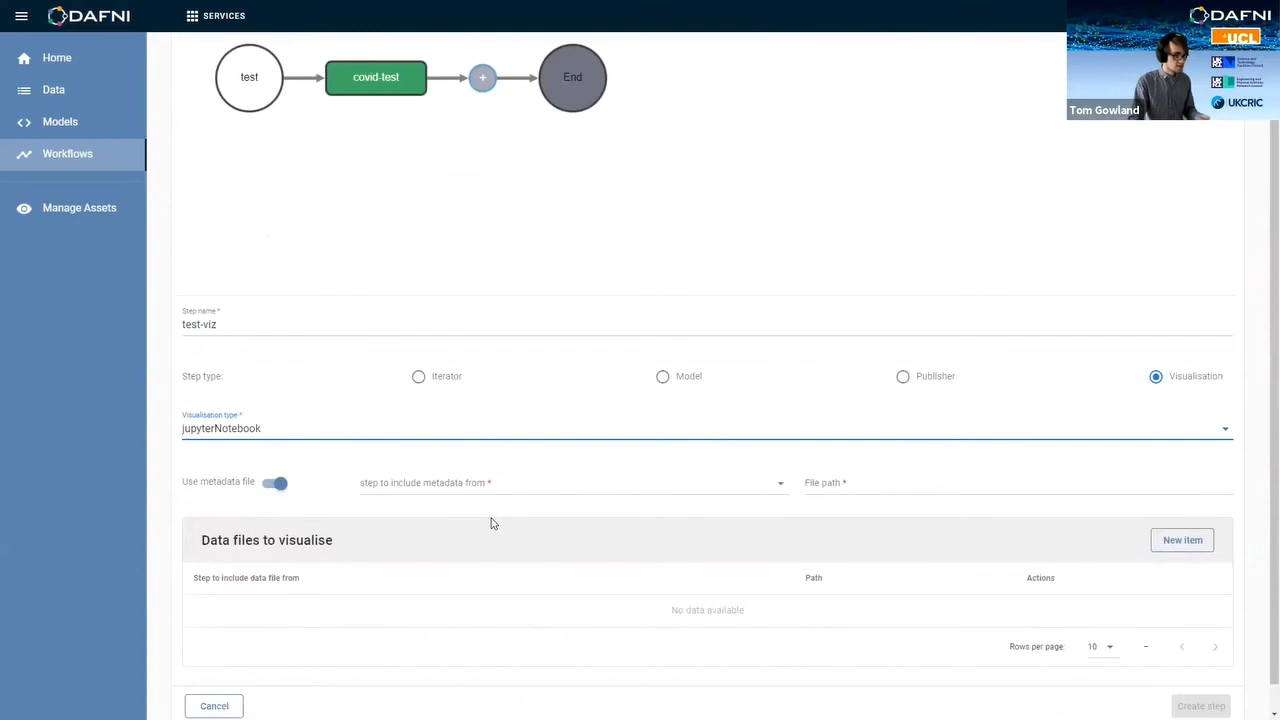 DAFNI
SERVICES
DAFNI
UCL
UKCRIC
Tom Gowland
Home
Data
Models
Workflows
Manage Assets
test
covid-test
+
End
Step name *
test-viz
Step type:
Iterator
Model
Publisher
Visualisation
Visualisation type *
jupyterNotebook
Use metadata file
step to include metadata from *
File path *
Data files to visualise
New item
Step to include data file from
Path
Actions
No data available
Rows per page:
10
–
Cancel
Create step